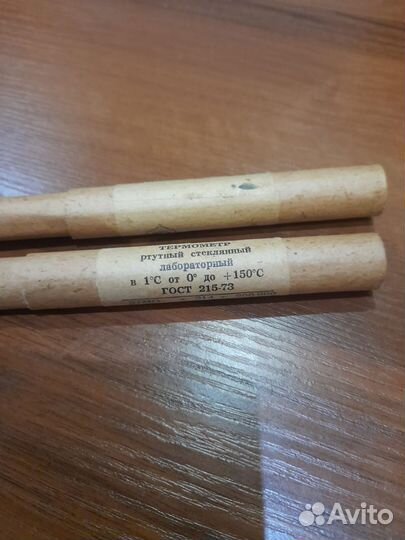 ТЕРМОМЕТР
ртутный стеклянный
лабораторный
в 1°С от 0° до +150°С
ГОСТ 215-73
Avito